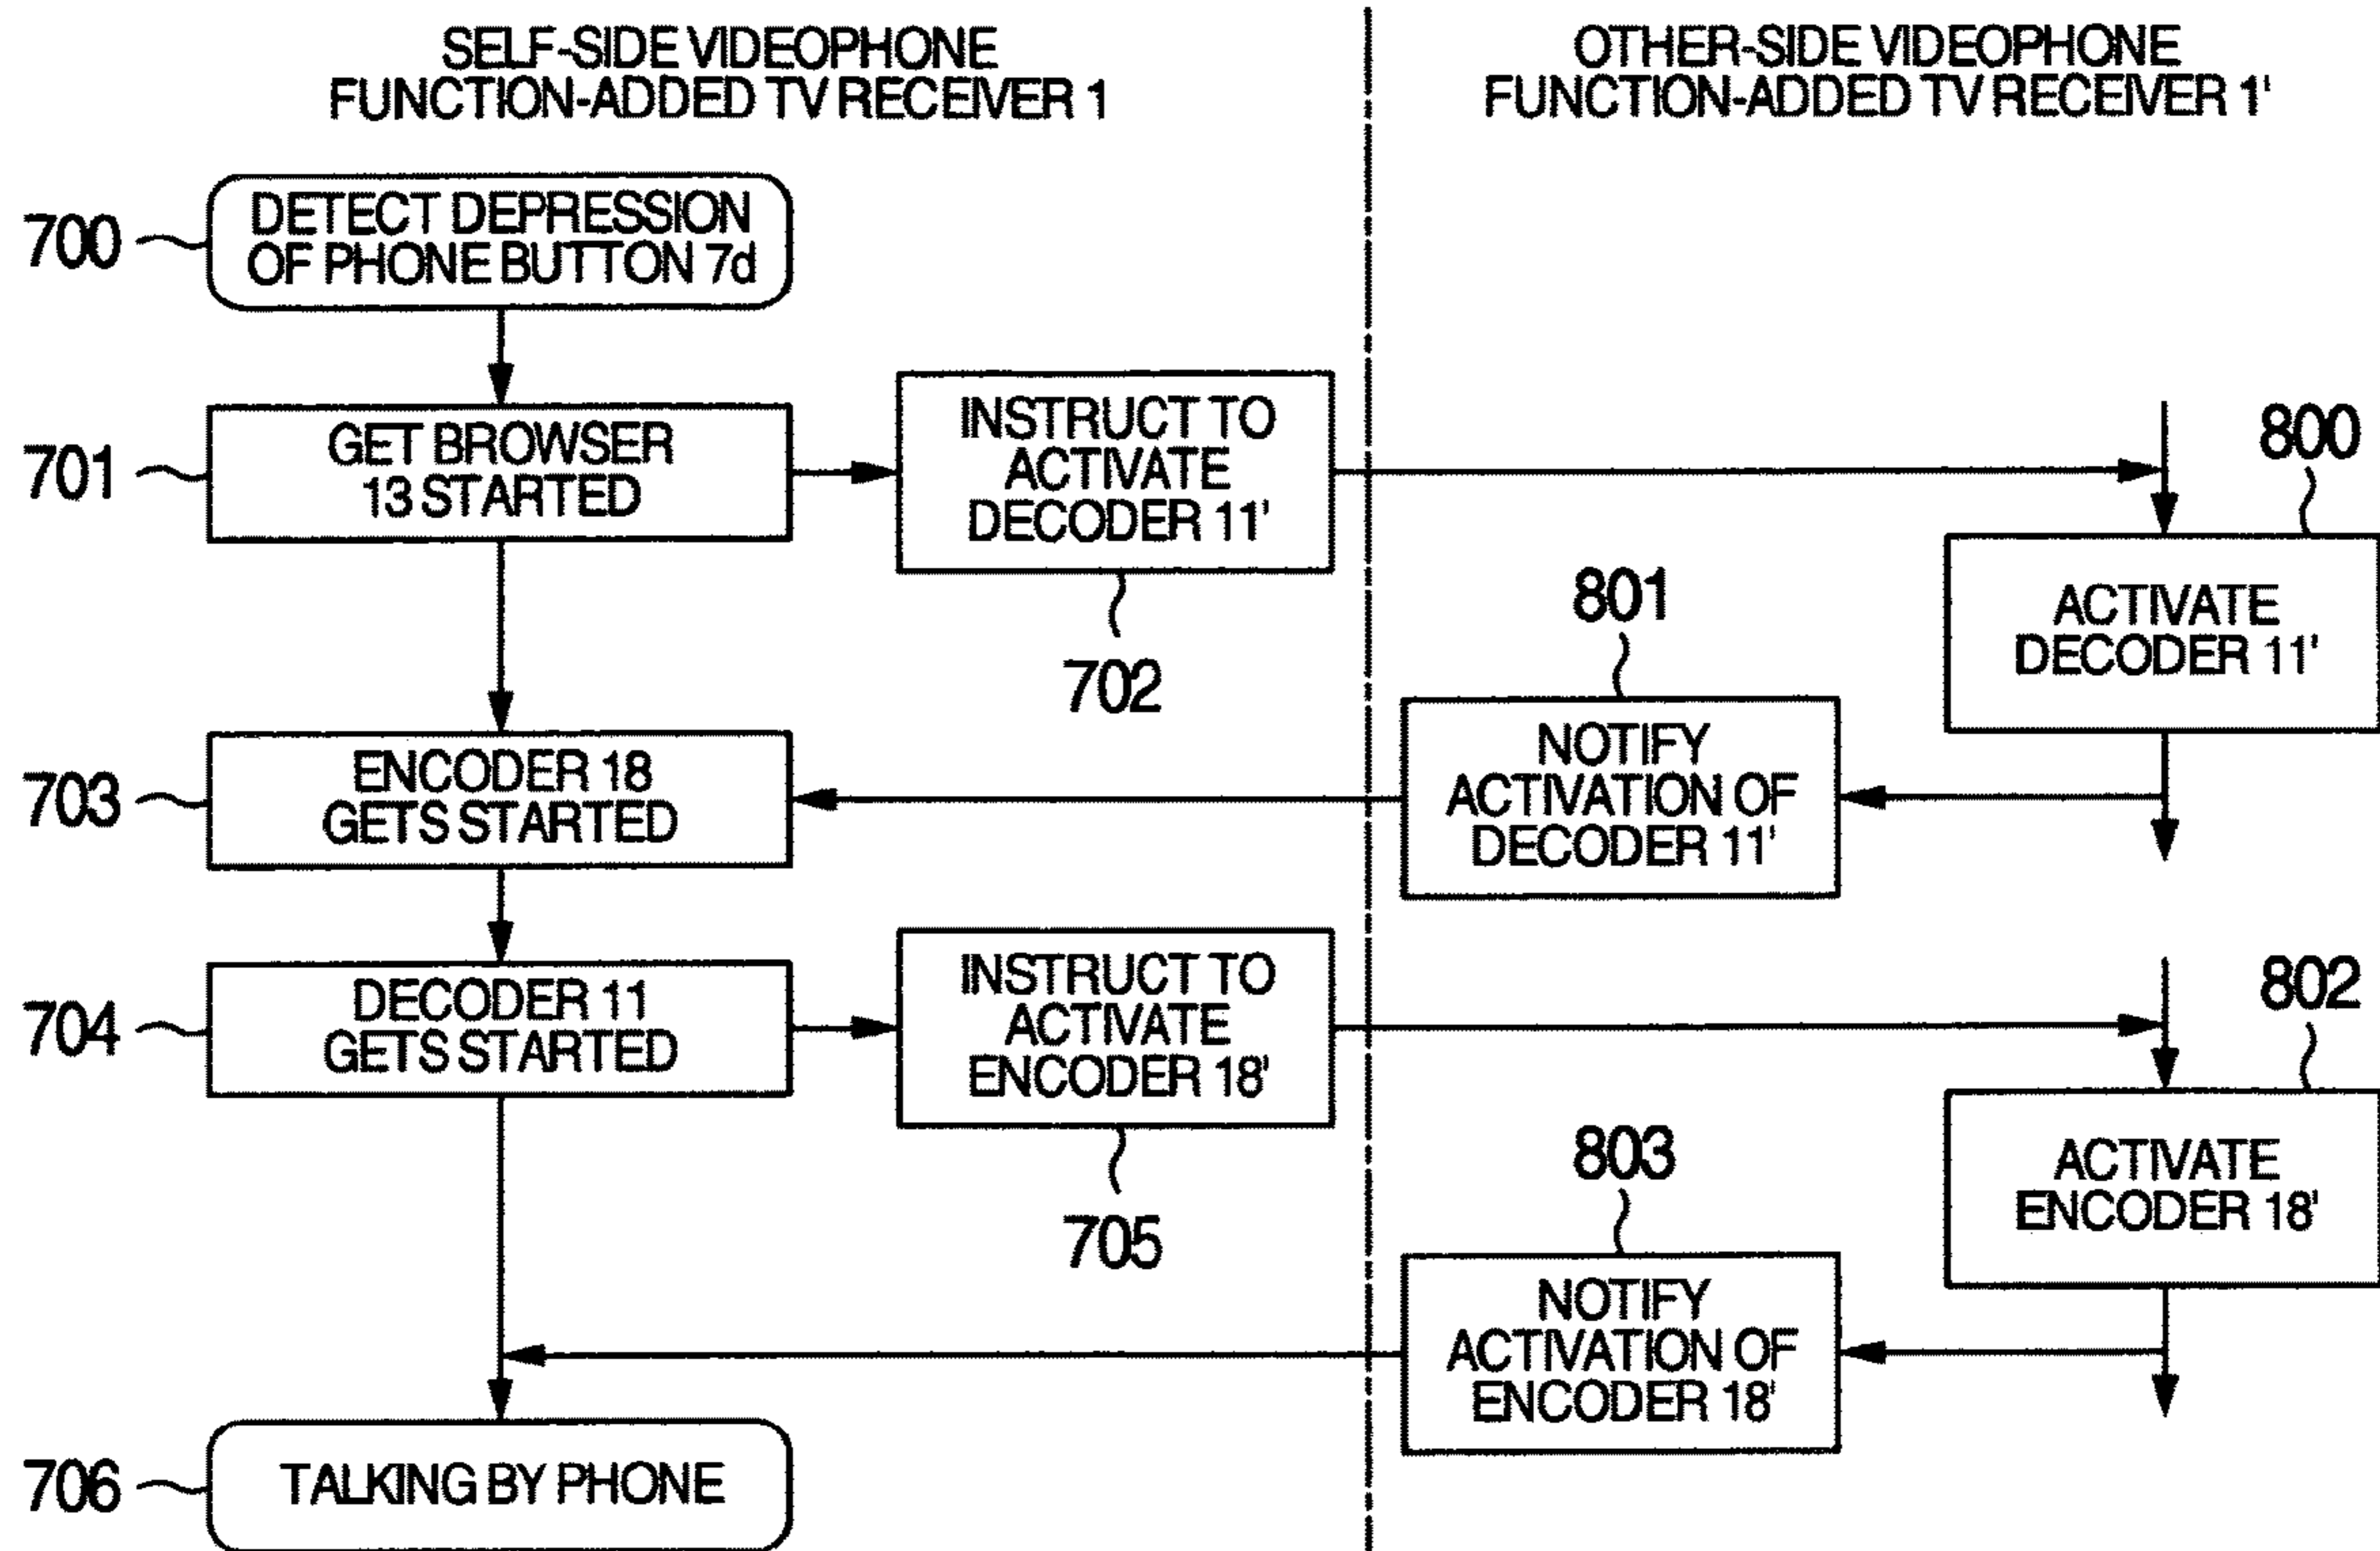 SELF-SIDE VIDEOPHONE
FUNCTION-ADDED TV RECEIVER 1
OTHER-SIDE VIDEOPHONE
FUNCTION-ADDED TV RECEIVER 1'
700
DETECT DEPRESSION
OF PHONE BUTTON 7d
701
GET BROWSER
13 STARTED
INSTRUCT TO
ACTIVATE
DECODER 11'
702
800
ACTIVATE
DECODER 11'
801
NOTIFY
ACTIVATION OF
DECODER 11'
703
ENCODER 18
GETS STARTED
704
DECODER 11
GETS STARTED
INSTRUCT TO
ACTIVATE
ENCODER 18'
705
802
ACTIVATE
ENCODER 18'
803
NOTIFY
ACTIVATION OF
ENCODER 18'
706
TALKING BY PHONE